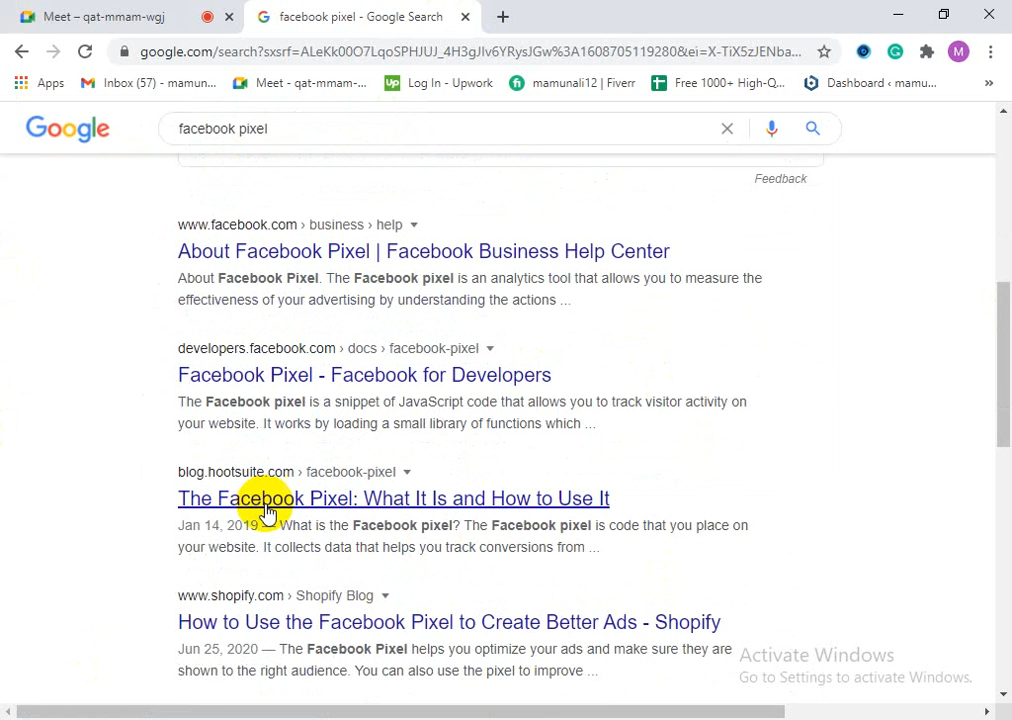 Meet – qat-mmam-wgj
facebook pixel - Google Search
google.com/search?sxsrf=ALeKk00O7LqoSPHJUJ_4H3gJIv6YRysJGw%3A1608705119280&ei=X-TiX5zJENba...
M
Apps
Inbox (57) - mamun...
Meet - qat-mmam-...
Up
Log In - Upwork
mamunali12 | Fiverr
Free 1000+ High-Q...
Dashboard ‹ mamu...
»
Google
facebook pixel
Feedback
www.facebook.com › business › help
About Facebook Pixel | Facebook Business Help Center
About Facebook Pixel. The Facebook pixel is an analytics tool that allows you to measure the
effectiveness of your advertising by understanding the actions ...
developers.facebook.com › docs › facebook-pixel
Facebook Pixel - Facebook for Developers
The Facebook pixel is a snippet of JavaScript code that allows you to track visitor activity on
your website. It works by loading a small library of functions which ...
blog.hootsuite.com › facebook-pixel
The Facebook Pixel: What It Is and How to Use It
Jan 14, 2019 — What is the Facebook pixel? The Facebook pixel is code that you place on
your website. It collects data that helps you track conversions from ...
www.shopify.com › Shopify Blog
How to Use the Facebook Pixel to Create Better Ads - Shopify
Jun 25, 2020 — The Facebook Pixel helps you optimize your ads and make sure they are
shown to the right audience. You can also use the pixel to improve ...
Activate Windows
Go to Settings to activate Windows.